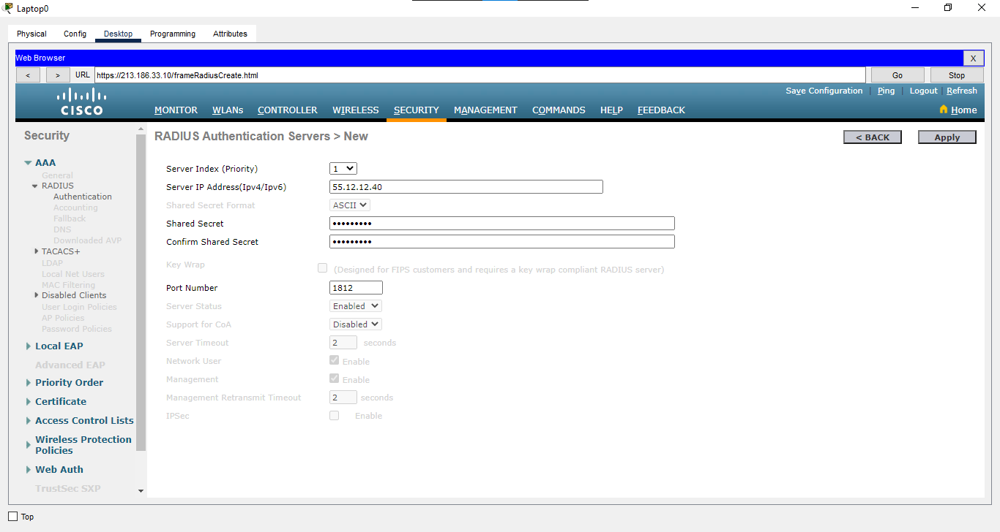 Laptop0
Physical Config Desktop Programming Attributes
Web Browser X
< > URL https://213.186.33.10/frameRadiusCreate.html Go Stop
Save Configuration | Ping | Logout | Refresh
CISCO
MONITOR WLANs CONTROLLER WIRELESS SECURITY MANAGEMENT COMMANDS HELP FEEDBACK Home
Security
AAA
General
RADIUS
Authentication
Accounting
Fallback
DNS
Downloaded AVP
TACACS+
LDAP
Local Net Users
MAC Filtering
Disabled Clients
User Login Policies
AP Policies
Password Policies
Local EAP
Advanced EAP
Priority Order
Certificate
Access Control Lists
Wireless Protection
Policies
Web Auth
TrustSec SXP
RADIUS Authentication Servers > New < BACK Apply
Server Index (Priority) 1
Server IP Address(Ipv4/Ipv6) 55.12.12.40
Shared Secret Format ASCII
Shared Secret •••••••••
Confirm Shared Secret •••••••••
Key Wrap (Designed for FIPS customers and requires a key wrap compliant RADIUS server)
Port Number 1812
Server Status Enabled
Support for CoA Disabled
Server Timeout 2 seconds
Network User Enable
Management Enable
Management Retransmit Timeout 2 seconds
IPSec Enable
Top